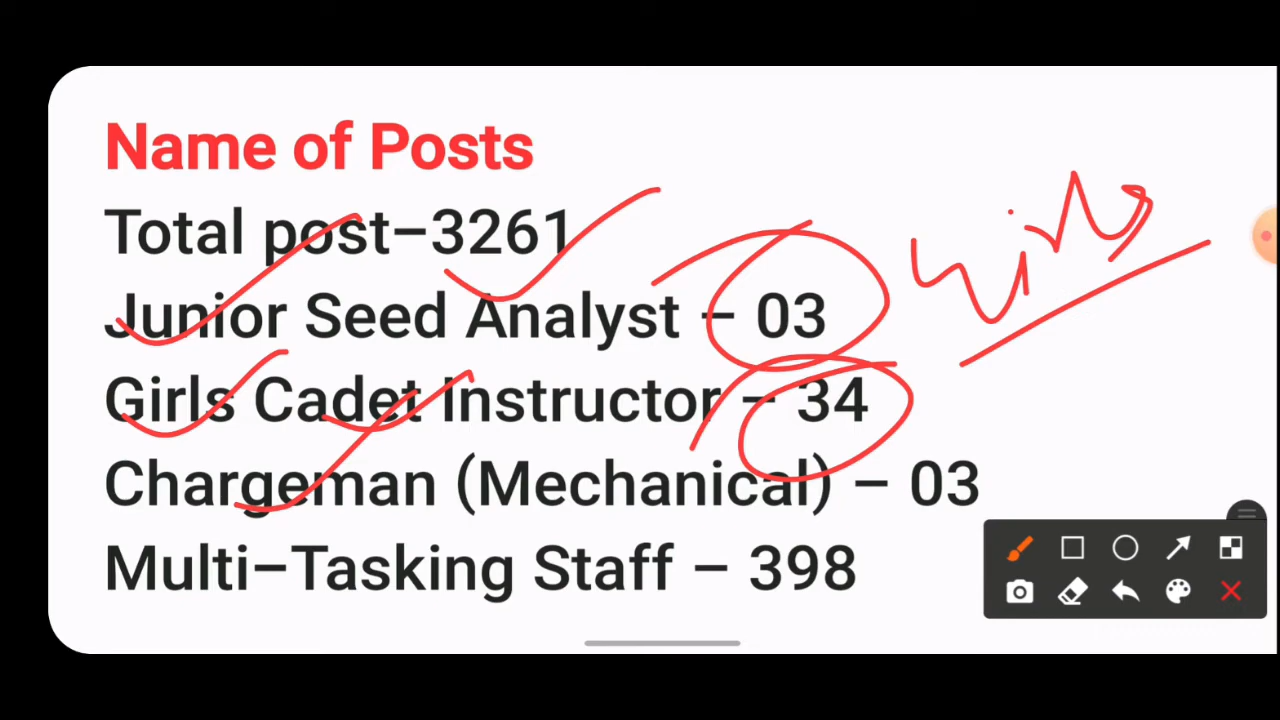 Name of Posts
Total post–3261
Junior Seed Analyst – 03
Girls
Girls Cadet Instructor – 34
Chargeman (Mechanical) – 03
Multi–Tasking Staff – 398